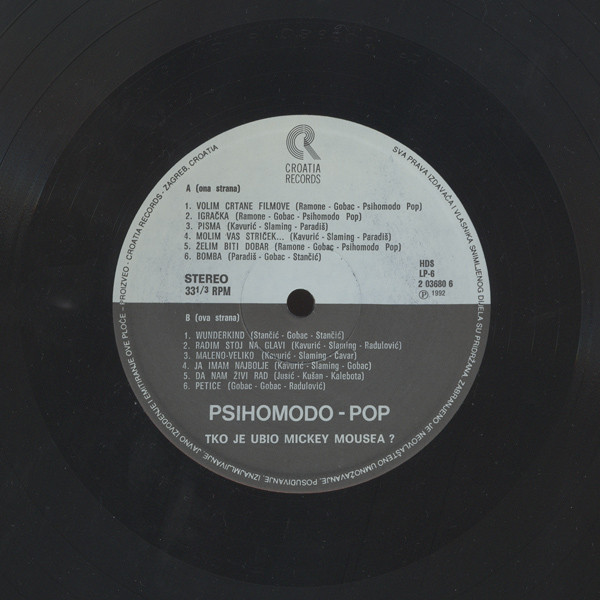 CROATIA
RECORDS
A (ona strana)
1. VOLIM CRTANE FILMOVE (Ramone - Gobac - Psihomodo Pop)
2. IGRAČKA (Ramone - Gobac - Psihomodo Pop)
3. PISMA (Kavurić - Slaming - Paradiš)
4. MOLIM VAS STRIČEK... (Kavurić - Slaming - Paradiš)
5. ŽELIM BITI DOBAR (Ramone - Gobac - Psihomodo Pop)
6. BOMBA (Paradiš - Gobac - Stančić)
STEREO
33 1/3 RPM
HDS
LP-6
2 03680 6
Ⓟ 1992
B (ova strana)
1. WUNDERKIND (Stančić - Gobac - Stančić)
2. RADIM STOJ NA GLAVI (Kavurić - Slaming - Radulović)
3. MALENO-VELIKO (Kavurić - Slaming - Čavar)
4. JA IMAM NAJBOLJE (Kavurić - Slaming - Gobac)
5. DA NAM ŽIVI RAD (Jusić - Kušan - Kalebota)
6. PETICE (Gobac - Gobac - Radulović)
PSIHOMODO - POP
TKO JE UBIO MICKEY MOUSEA ?
SVA PRAVA IZDAVAČA I VLASNIKA SNIMLJENOG DIJELA SU PRIDRŽANA. ZABRANJENO JE NEOVLAŠTENO UMNOŽAVANJE, POSUĐIVANJE, IZNAJMLJIVANJE, JAVNO IZVOĐENJE I EMITIRANJE OVE PLOČE - PROIZVEO - CROATIA RECORDS - ZAGREB, CROATIA